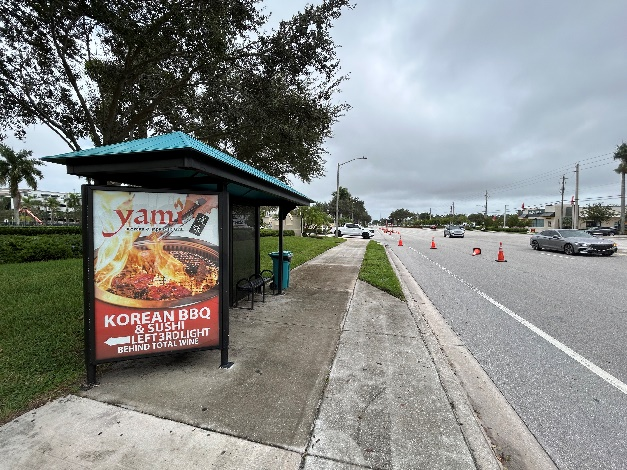 yami
KOREAN BBQ
& SUSHI
LEFT 3RD LIGHT
BEHIND TOTAL WINE